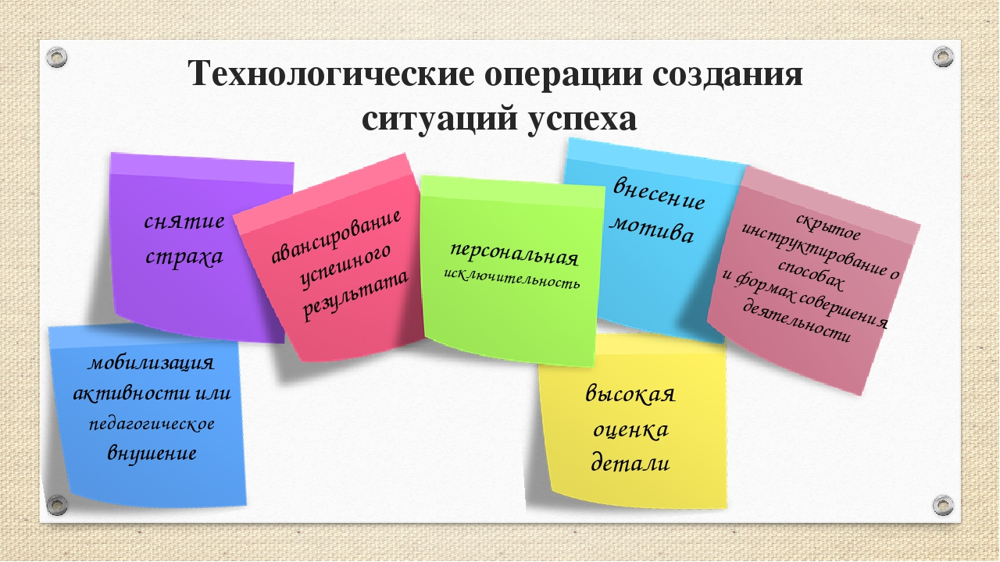 Технологические операции создания
ситуаций успеха
снятие
страха
авансирование
успешного
результата
персональная
исключительность
внесение
мотива
скрытое
инструктирование о
способах
и формах совершения
деятельности
мобилизация
активности или
педагогическое
внушение
высокая
оценка
детали